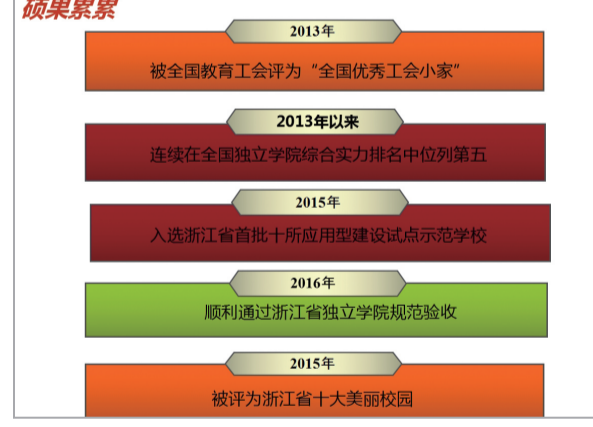 硕果累累
2013年
被全国教育工会评为“全国优秀工会小家”
2013年以来
连续在全国独立学院综合实力排名中位列第五
2015年
入选浙江省首批十所应用型建设试点示范学校
2016年
顺利通过浙江省独立学院规范验收
2015年
被评为浙江省十大美丽校园